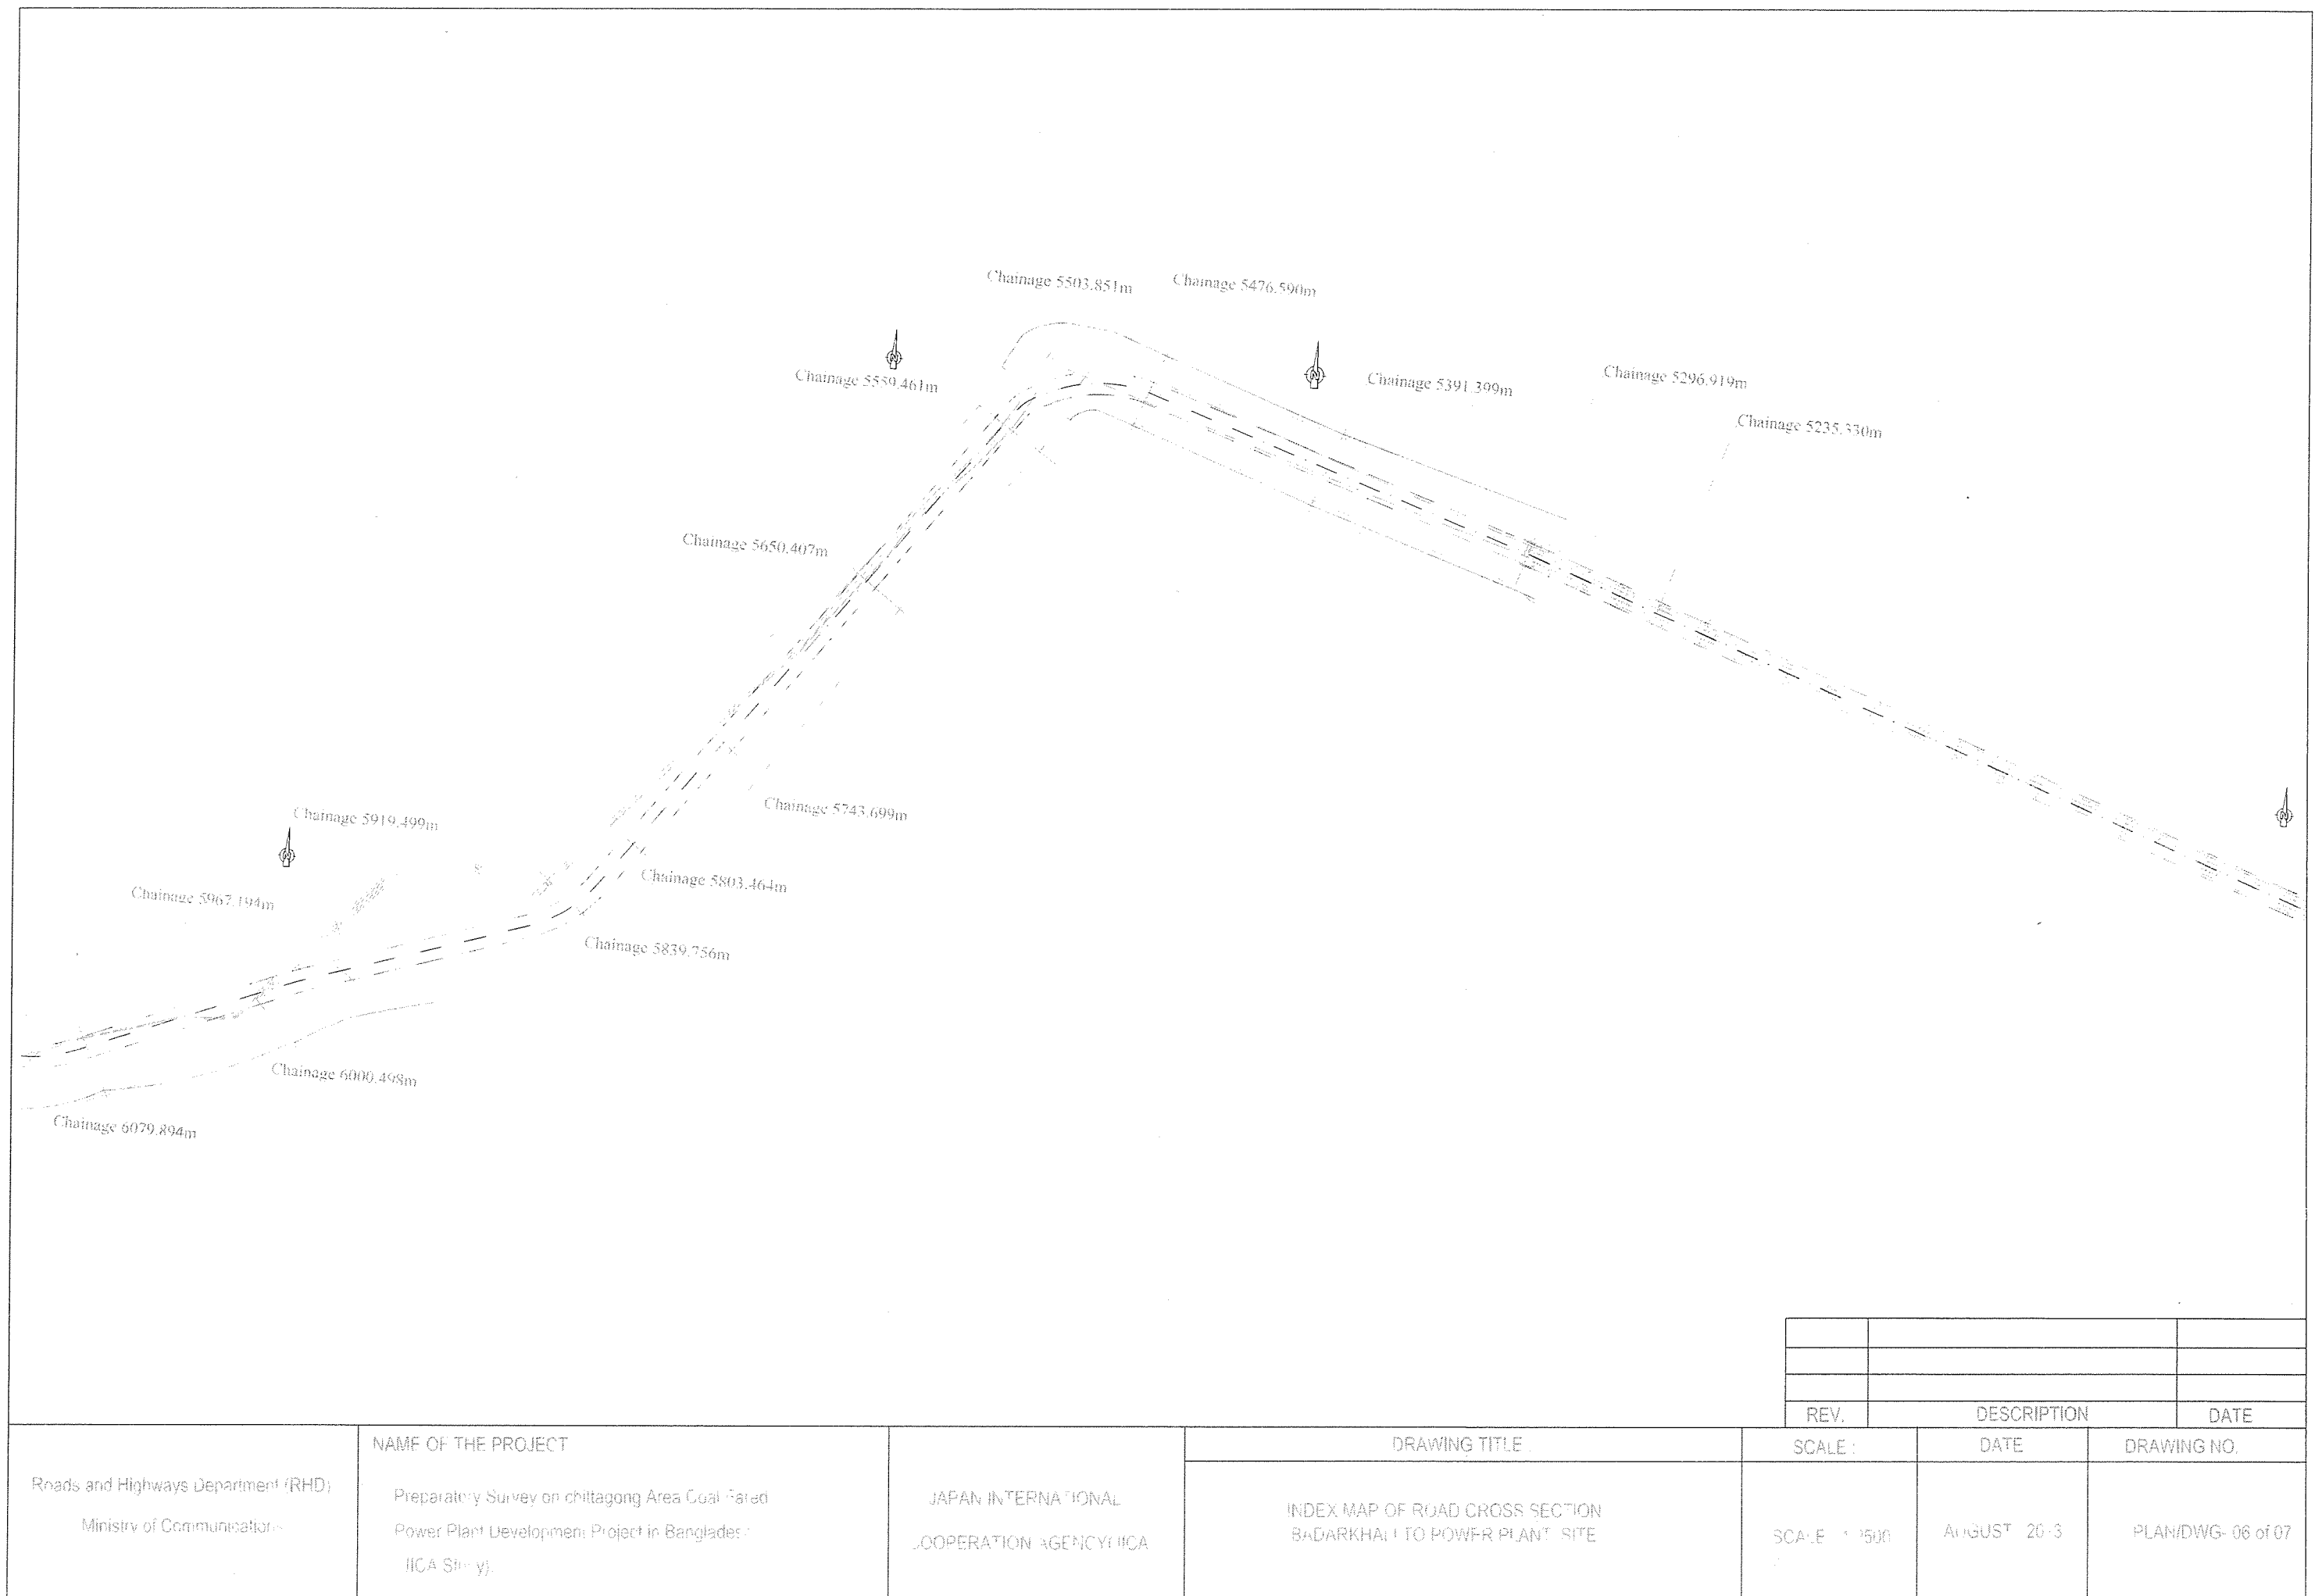 Chainage 5503.851m
Chainage 5476.590m
Chainage 5559.461m
Chainage 5391.399m
Chainage 5296.919m
Chainage 5235.330m
Chainage 5650.407m
Chainage 5743.699m
Chainage 5919.499m
Chainage 5803.464m
Chainage 5967.194m
Chainage 5839.756m
Chainage 6000.498m
Chainage 6079.894m
REV. DESCRIPTION DATE
Roads and Highways Department (RHD)
Ministry of Communications
NAME OF THE PROJECT
Preparatory Survey on chittagong Area Coal
Power Plant Development Project in Bangladesh
JAPAN INTERNATIONAL
COOPERATION AGENCY
DRAWING TITLE :
INDEX MAP OF ROAD CROSS SECTION
BADARKHALI TO POWER PLANT SITE
SCALE :
SCALE
DATE
AUGUST 2013
DRAWING NO.
PLAN/DWG- 06 of 07